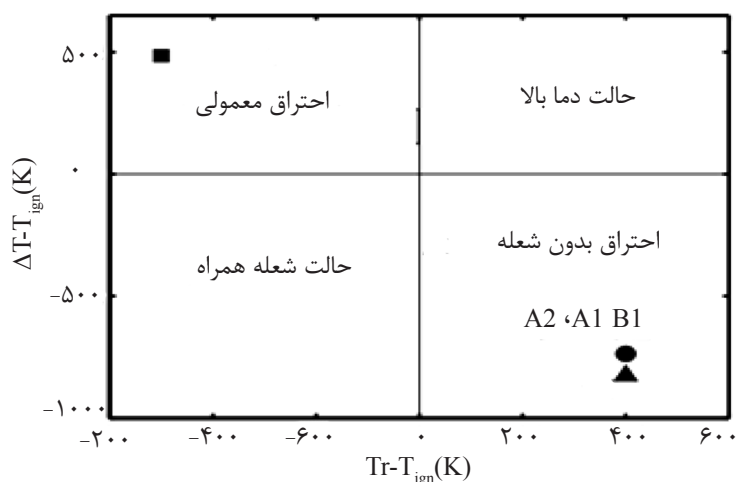 ۵۰۰
۰
-۵۰۰
-۱۰۰۰
ΔT-T_ign(K)
احتراق معمولی
حالت دما بالا
حالت شعله همراه
احتراق بدون شعله
A2 ،A1 B1
-۲۰۰ -۴۰۰ -۶۰۰ ۰ ۲۰۰ ۴۰۰ ۶۰۰
Tr-T_ign(K)